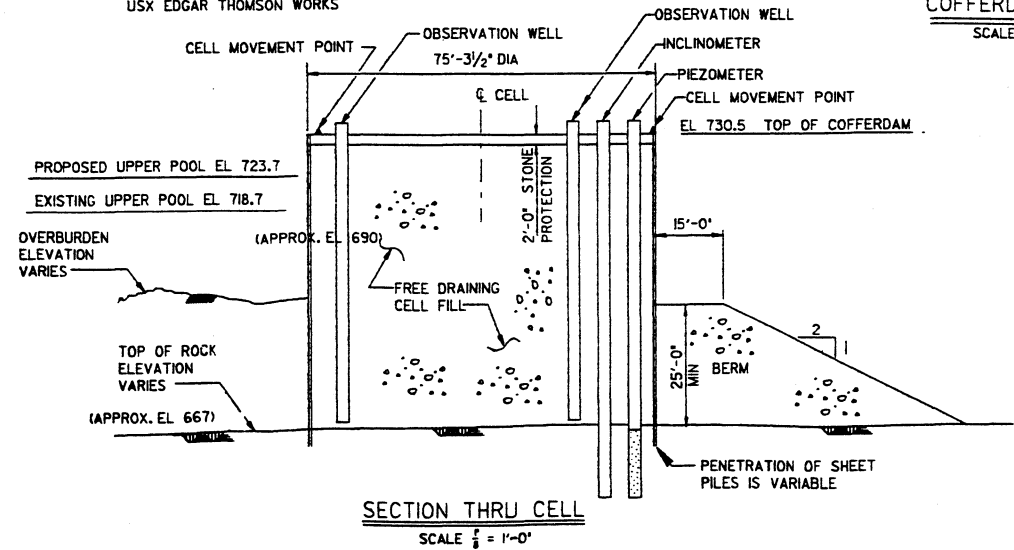 USX EDGAR THOMSON WORKS
COFFERD
SCALE
CELL MOVEMENT POINT
OBSERVATION WELL
75'-3½" DIA
OBSERVATION WELL
INCLINOMETER
PIEZOMETER
CELL MOVEMENT POINT
EL 730.5 TOP OF COFFERDAM
℄ CELL
PROPOSED UPPER POOL EL 723.7
EXISTING UPPER POOL EL 718.7
2'-0" STONE
PROTECTION
15'-0"
OVERBURDEN
ELEVATION
VARIES
(APPROX. EL 690)
FREE DRAINING
CELL FILL
2
1
25'-0"
MIN
BERM
TOP OF ROCK
ELEVATION
VARIES
(APPROX. EL 667)
PENETRATION OF SHEET
PILES IS VARIABLE
SECTION THRU CELL
SCALE = 1'-0"